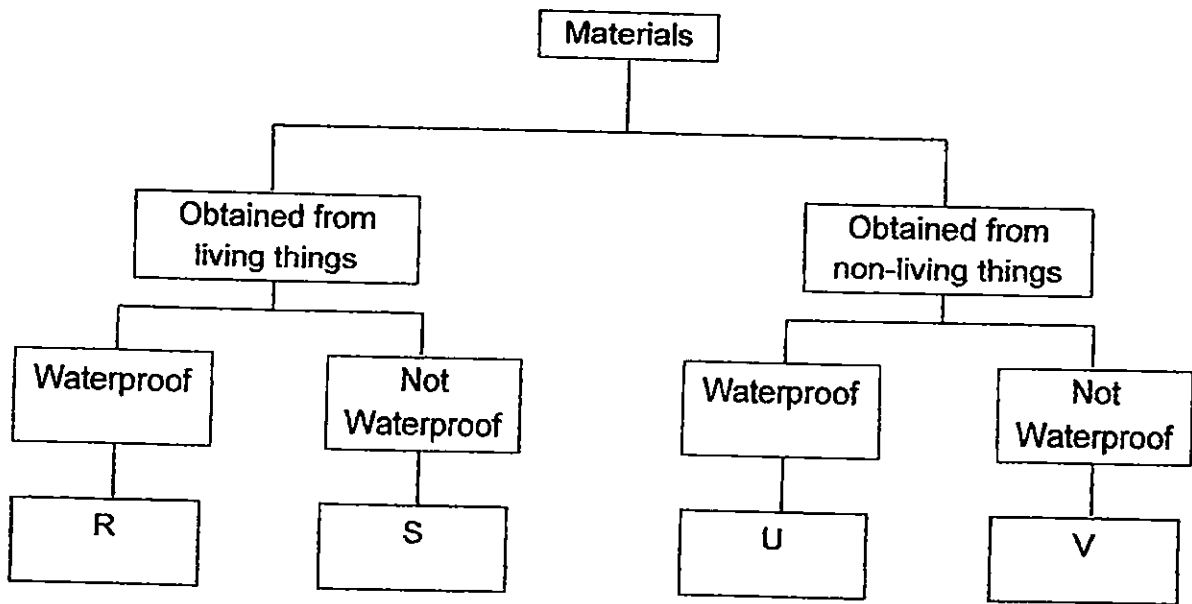 Materials
Obtained from
living things
Obtained from
non-living things
Waterproof
Not
Waterproof
Waterproof
Not
Waterproof
R
S
U
V